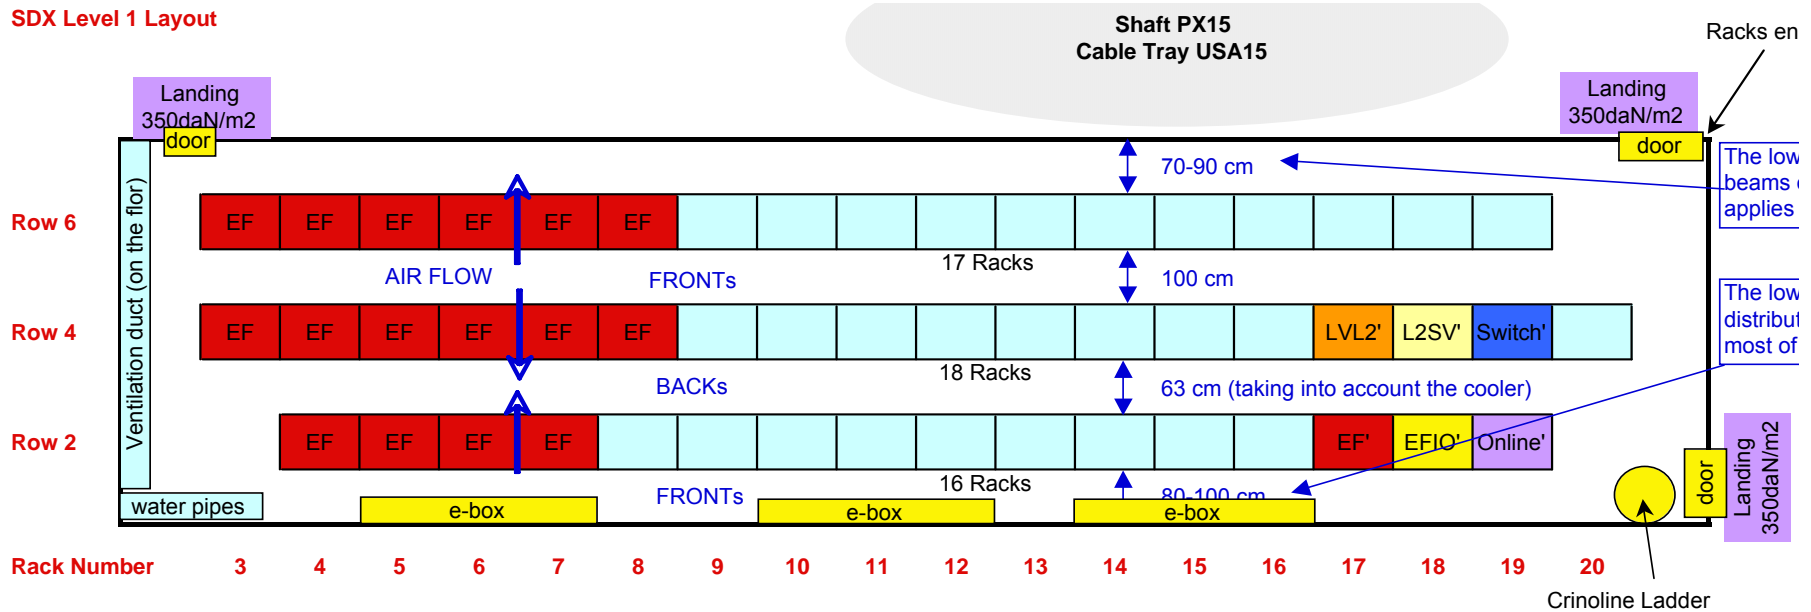 SDX Level 1 Layout
Shaft PX15
Cable Tray USA15
Racks en
Landing
350daN/m2
door
Landing
350daN/m2
door
70-90 cm
The low
beams
applies
Ventilation duct (on the flor)
Row 6
EF EF EF EF EF EF
17 Racks
AIR FLOW
FRONTs
100 cm
The low
distribut
most of
Row 4
EF EF EF EF EF EF LVL2' L2SV' Switch'
18 Racks
BACKs
63 cm (taking into account the cooler)
Row 2
EF EF EF EF EF' EFIO' Online'
16 Racks
FRONTs
80-100 cm
water pipes
e-box
e-box
e-box
door
Landing
350daN/m2
Rack Number 3 4 5 6 7 8 9 10 11 12 13 14 15 16 17 18 19 20
Crinoline Ladder